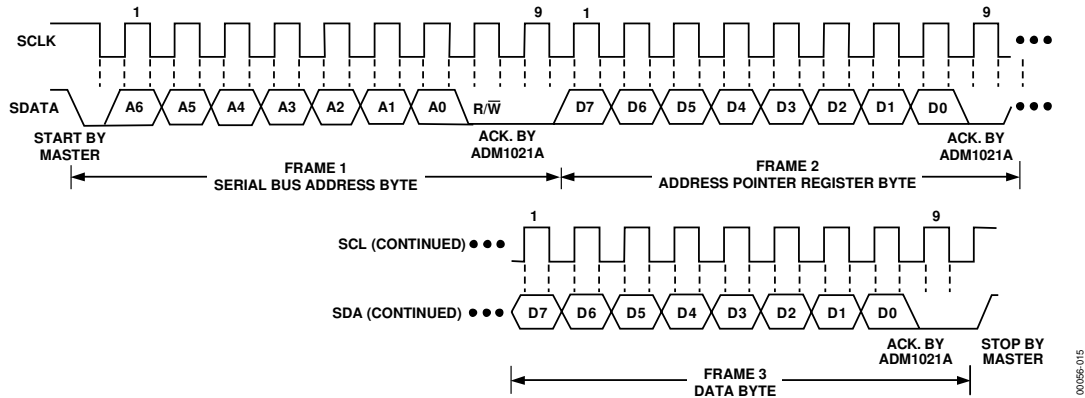 1 9 1 9
SCLK
SDATA A6 A5 A4 A3 A2 A1 A0 R/W̅ D7 D6 D5 D4 D3 D2 D1 D0
START BY MASTER
ACK. BY ADM1021A
ACK. BY ADM1021A
FRAME 1
SERIAL BUS ADDRESS BYTE
FRAME 2
ADDRESS POINTER REGISTER BYTE
1 9
SCL (CONTINUED)
SDA (CONTINUED) D7 D6 D5 D4 D3 D2 D1 D0
ACK. BY ADM1021A
STOP BY MASTER
FRAME 3
DATA BYTE
00056-015